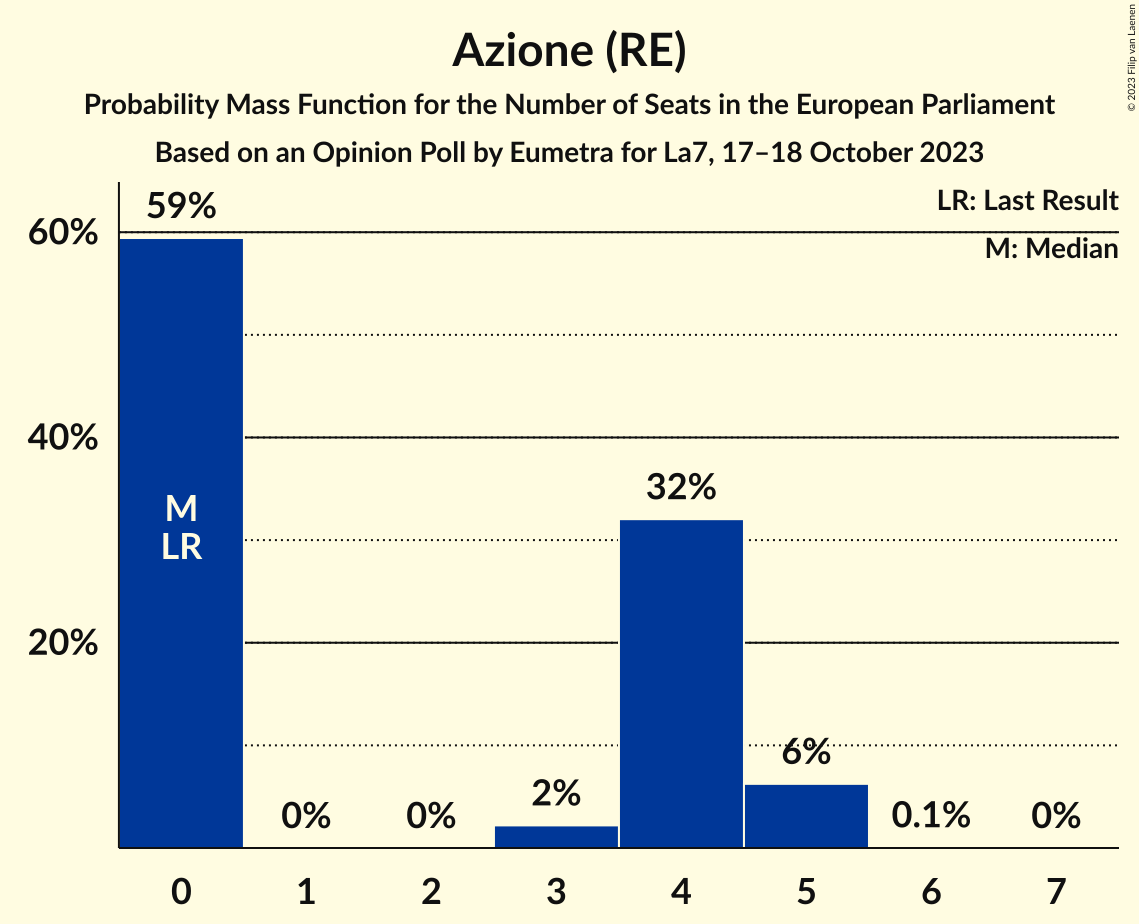 Azione (RE)
Probability Mass Function for the Number of Seats in the European Parliament
Based on an Opinion Poll by Eumetra for La7, 17–18 October 2023
© 2023 Filip van Laenen
LR: Last Result
M: Median
60%
40%
20%
59%
0%
0%
2%
32%
6%
0.1%
0%
M
LR
0
1
2
3
4
5
6
7